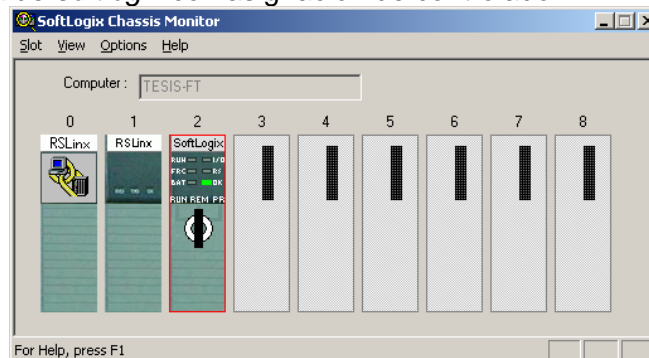 SoftLogix Chassis Monitor
Slot View Options Help
Computer : TESIS-FT
0 1 2 3 4 5 6 7 8
RSLinx RSLinx SoftLogix
RUN I/O
FRC RS
BAT OK
RUN REM PR
For Help, press F1